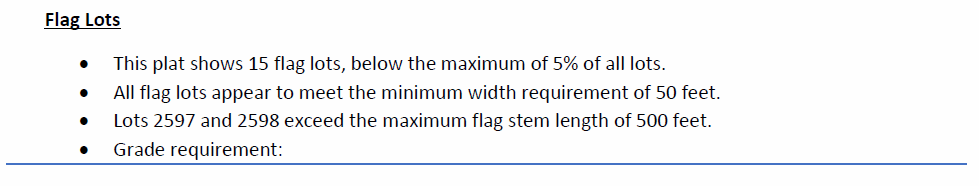 Flag Lots
• This plat shows 15 flag lots, below the maximum of 5% of all lots.
• All flag lots appear to meet the minimum width requirement of 50 feet.
• Lots 2597 and 2598 exceed the maximum flag stem length of 500 feet.
• Grade requirement: